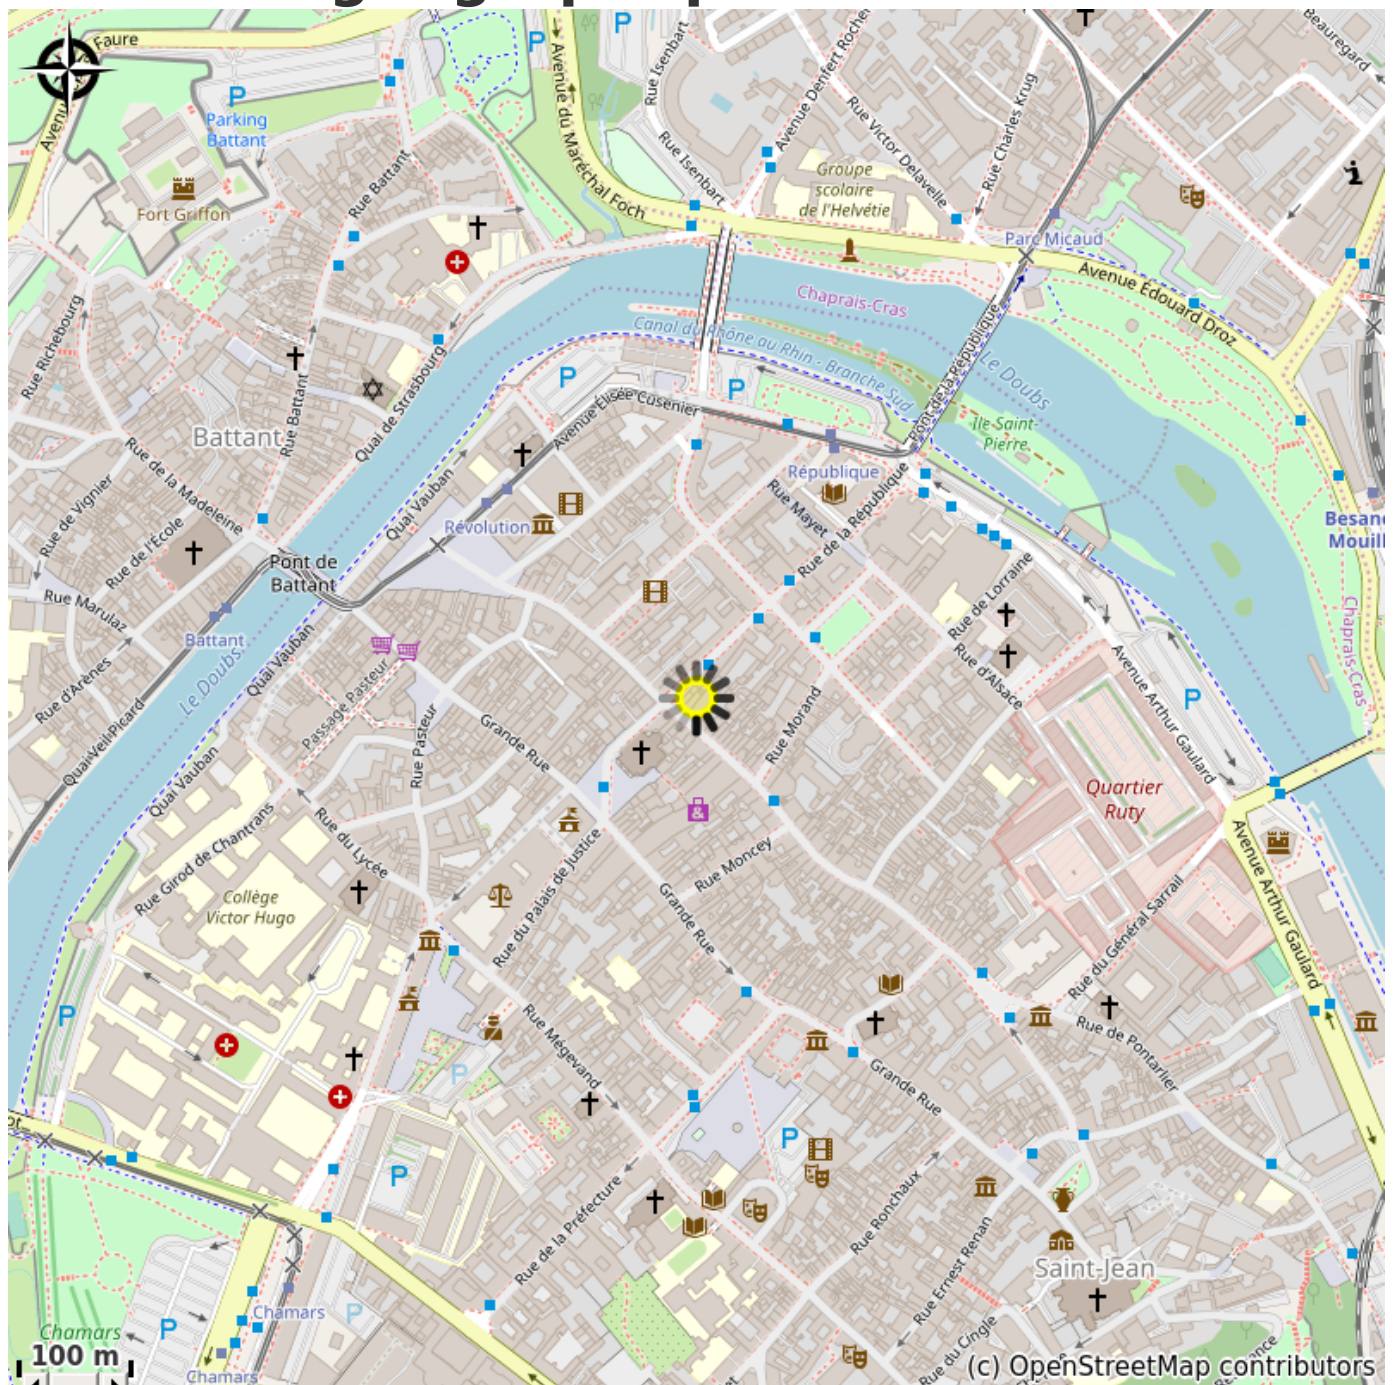 Faure
Avenue
P
P
P
Parking
Battant
Fort Griffon
Rue Battant
Avenue du Maréchal Foch
Rue Isenbart
Rue Isenbart
Avenue Denfert Roche
Rue Victor Delavelle
Rue Charles Krug
Beauregard
Groupe
scolaire
de l'Helvétie
Parc Micaud
Avenue Édouard Droz
Chaprais-Cras
Canal du Rhône au Rhin - Branche Sud
Le Doubs
Pont de la République
Île Saint-
Pierre
Rue Richebourg
Battant
Rue Battant
Quai de Strasbourg
P
P
Avenue Élisée Cusenier
République
Rue Mayet
Rue de la République
Rue de la Madeleine
Rue de Vignier
Rue de l'École
Rue Marulaz
Quai Vauban
Révolution
Pont de
Battant
Besanç
Mouill
Rue de Lorraine
Rue d'Alsace
Chaprais-Cras
Battant
Rue d'Arènes
Le Doubs
Quai Vauban
Quai Veil-Picard
Passage Pasteur
Rue Pasteur
Grande Rue
Rue Morand
Avenue Arthur Gaulard
P
Quartier
Ruty
Quai Vauban
Rue Girod de Chantrans
Rue du Lycée
Rue du Palais de Justice
Rue Moncey
Grande Rue
Collège
Victor Hugo
Avenue Arthur Gaulard
Rue du Général Sarrail
Rue de Pontarlier
P
P
Rue Mégevand
Grande Rue
P
P
Rue de la Préfecture
Rue Ronchaux
Rue Ernest Renan
Saint-Jean
Rue du Cingle
Chamars
P
P
Chamars
100 m
Chamars
(c) OpenStreetMap contributors